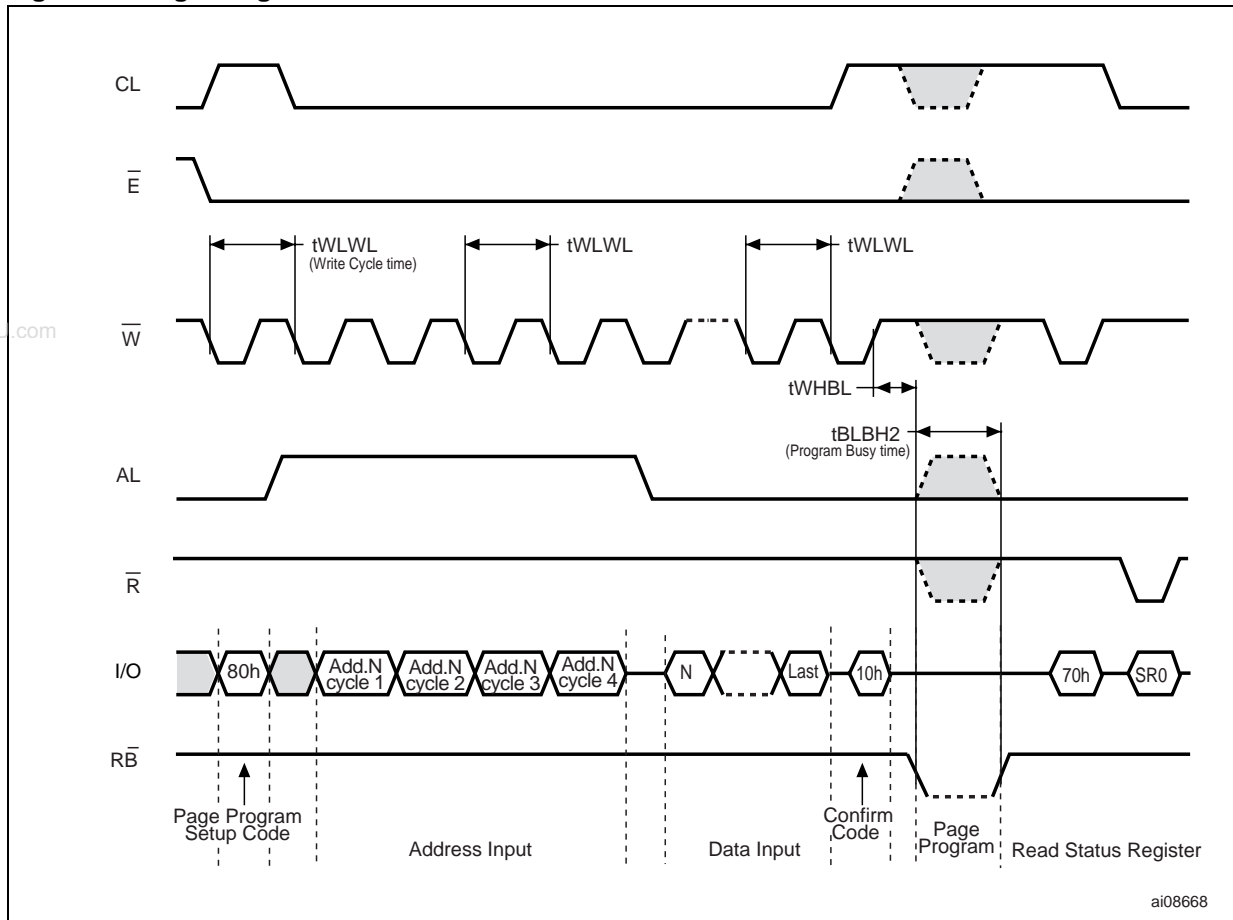 CL
E̅
tWLWL
(Write Cycle time)
tWLWL
tWLWL
J.com
W̅
tWHBL
tBLBH2
(Program Busy time)
AL
R̅
I/O
80h
Add.N
cycle 1
Add.N
cycle 2
Add.N
cycle 3
Add.N
cycle 4
N
Last
10h
70h
SR0
RB̅
Page Program
Setup Code
Address Input
Data Input
Confirm
Code
Page
Program
Read Status Register
ai08668